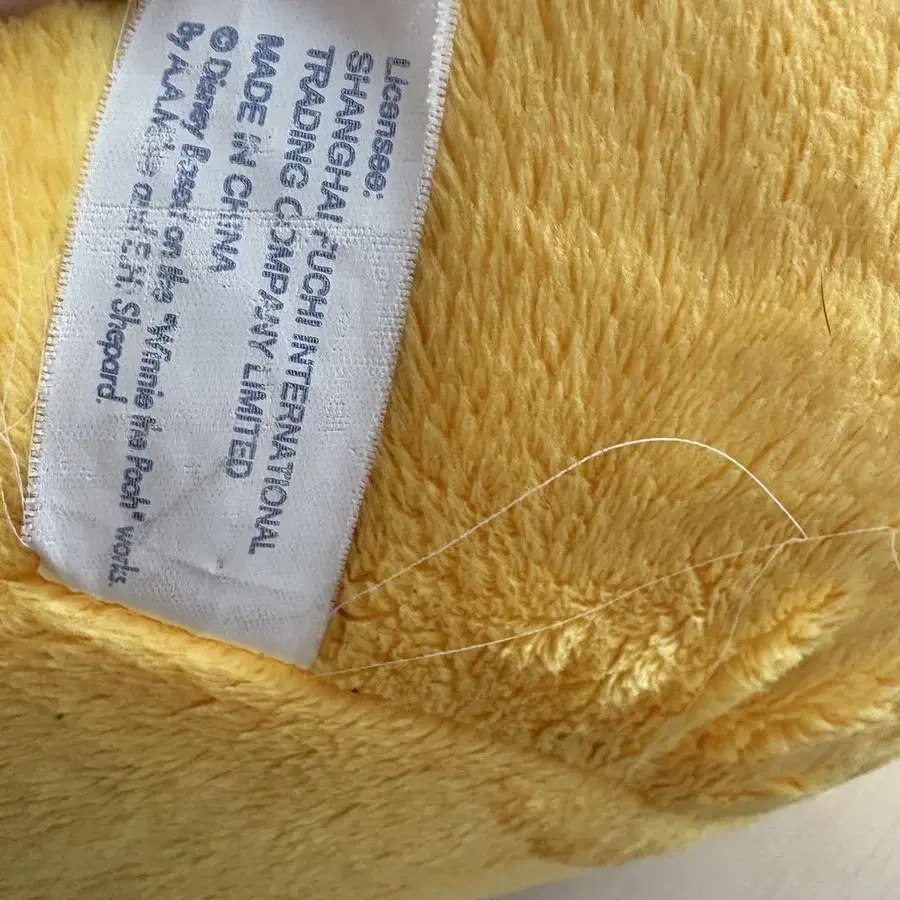 Licensee:
SHANGHAI FUCHI INTERNATIONAL
TRADING COMPANY LIMITED
MADE IN CHINA
© Disney Based on the "Winnie the Pooh" works.
By A.A. Milne and E.H. Shepard